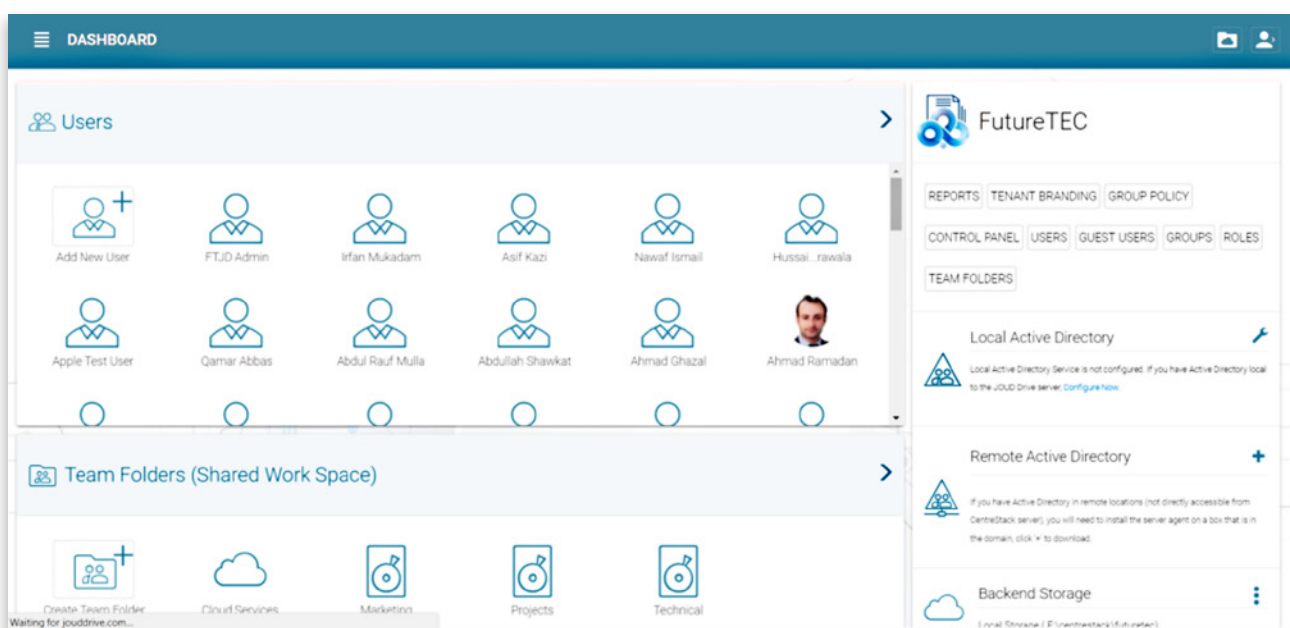 DASHBOARD
Users
Add New User
FTJD Admin
Irfan Mukadam
Asif Kazi
Nawaf Ismail
Hussai...rawala
Apple Test User
Qamar Abbas
Abdul Rauf Mulla
Abdullah Shawkat
Ahmad Ghazal
Ahmad Ramadan
Team Folders (Shared Work Space)
Create Team Folder
Cloud Services
Marketing
Projects
Technical
Waiting for jouddrive.com...
FutureTEC
REPORTS TENANT BRANDING GROUP POLICY
CONTROL PANEL USERS GUEST USERS GROUPS ROLES
TEAM FOLDERS
Local Active Directory
Local Active Directory Service is not configured. If you have Active Directory local
to the JOUD Drive server, Configure Now
Remote Active Directory
If you have Active Directory in remote locations (not directly accessible from
CentreStack server), you will need to install the server agent on a box that is in
the domain, click '+' to download.
Backend Storage
Local Storage ( F:\centrestack\futuretec)